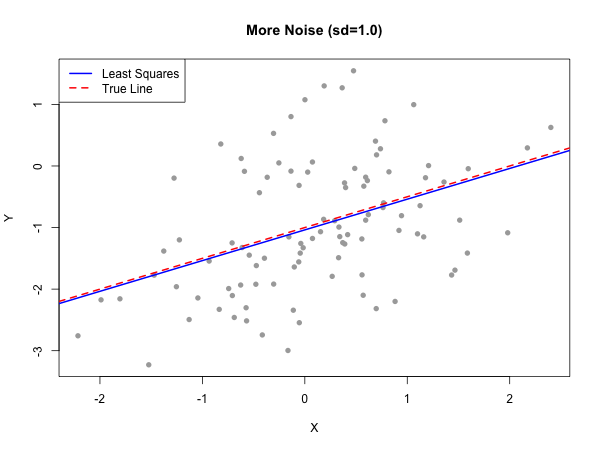 More Noise (sd=1.0)
Least Squares
True Line
1
0
-1
-2
-3
Y
-2
-1
0
1
2
X